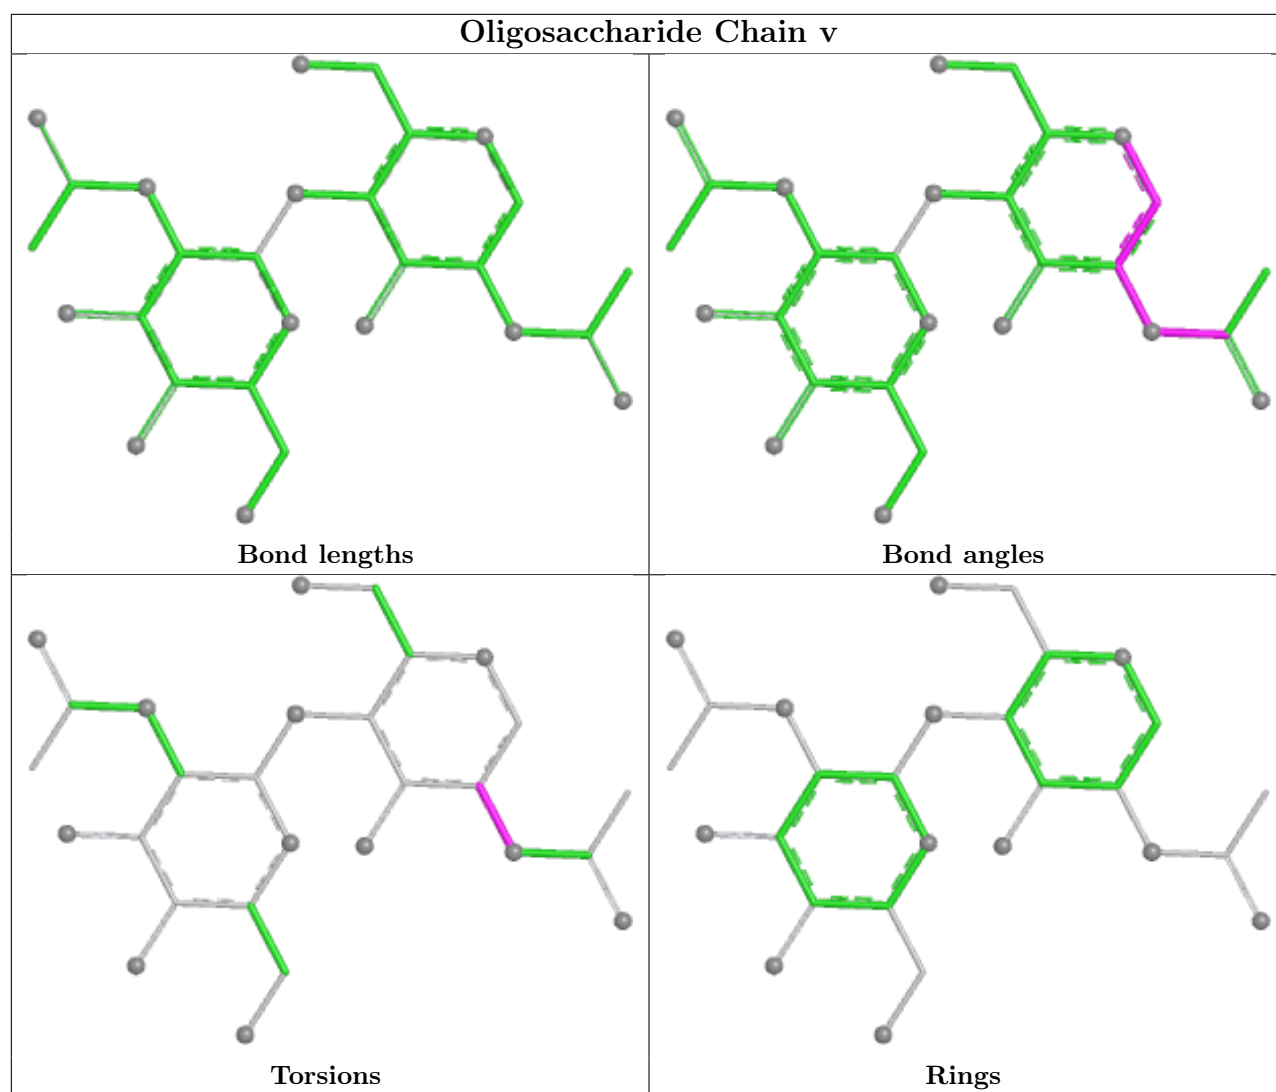 Oligosaccharide Chain v
Bond lengths
Bond angles
Torsions
Rings